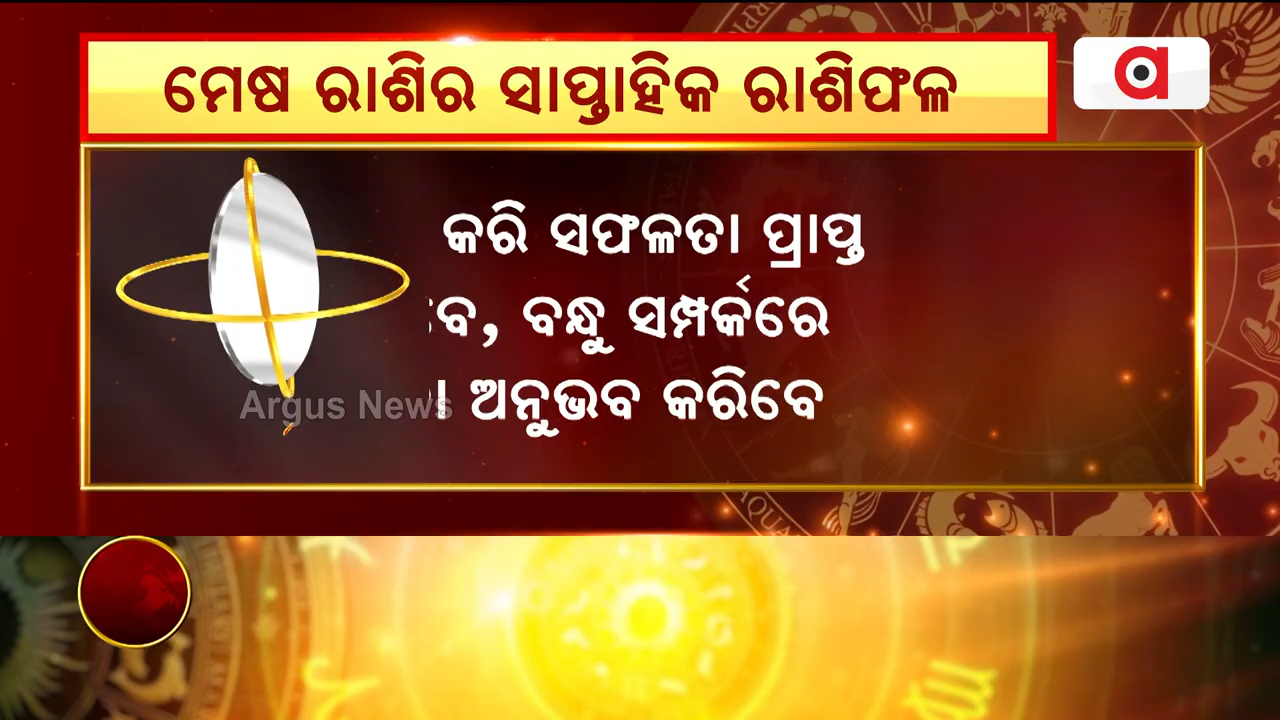 ମେଷ ରାଶିର ସାପ୍ତାହିକ ରାଶିଫଳ
କରି ସଫଳତା ପ୍ରାପ୍ତ
ବନ୍ଧୁ ସମ୍ପର୍କରେ
ଅନୁଭବ କରିବେ
Argus News